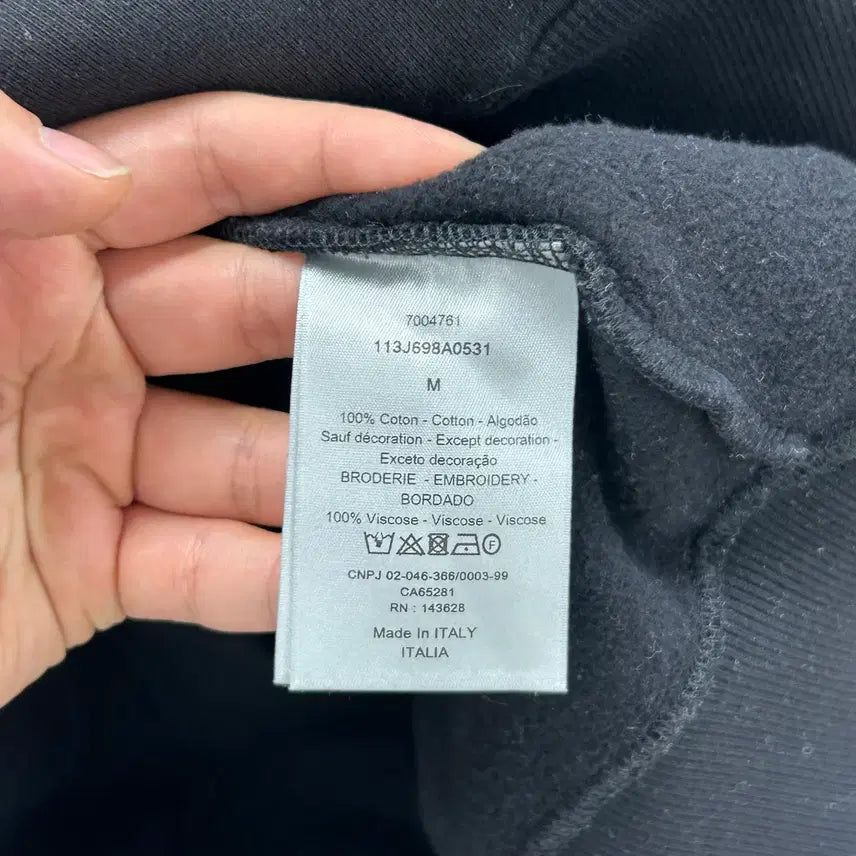 7004761
113J698A0531
M
100% Coton - Cotton - Algodão
Sauf décoration - Except decoration -
Exceto decoração
BRODERIE - EMBROIDERY -
BORDADO
100% Viscose - Viscose - Viscose
F
CNPJ 02-046-366/0003-99
CA65281
RN : 143628
Made In ITALY
ITALIA